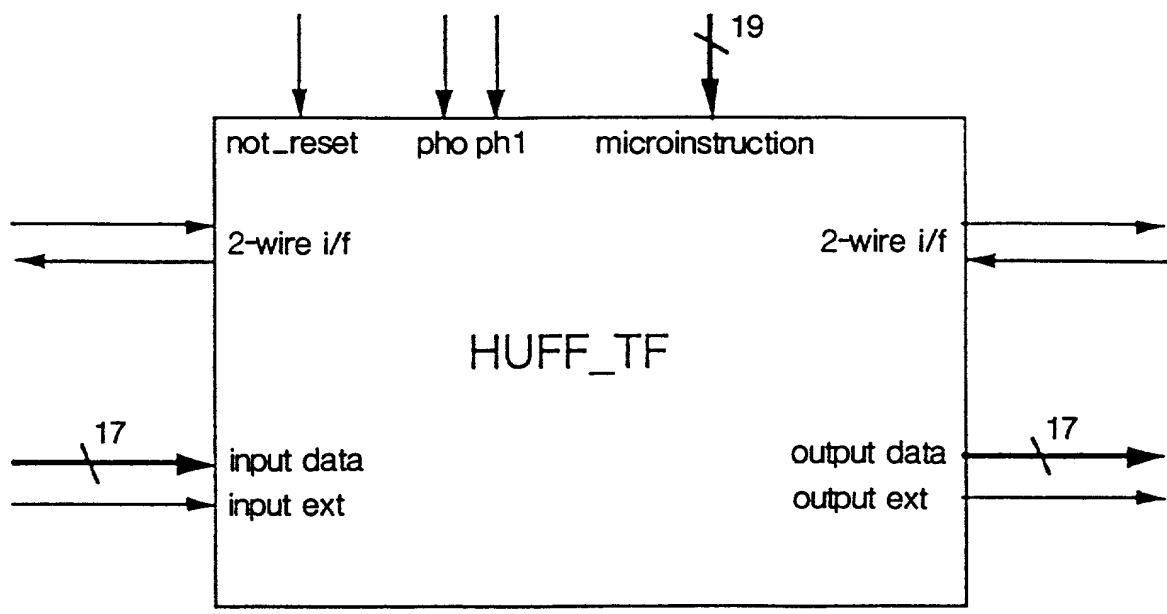 19
not_reset pho ph1 microinstruction
2-wire i/f 2-wire i/f
HUFF_TF
17 17
input data output data
input ext output ext